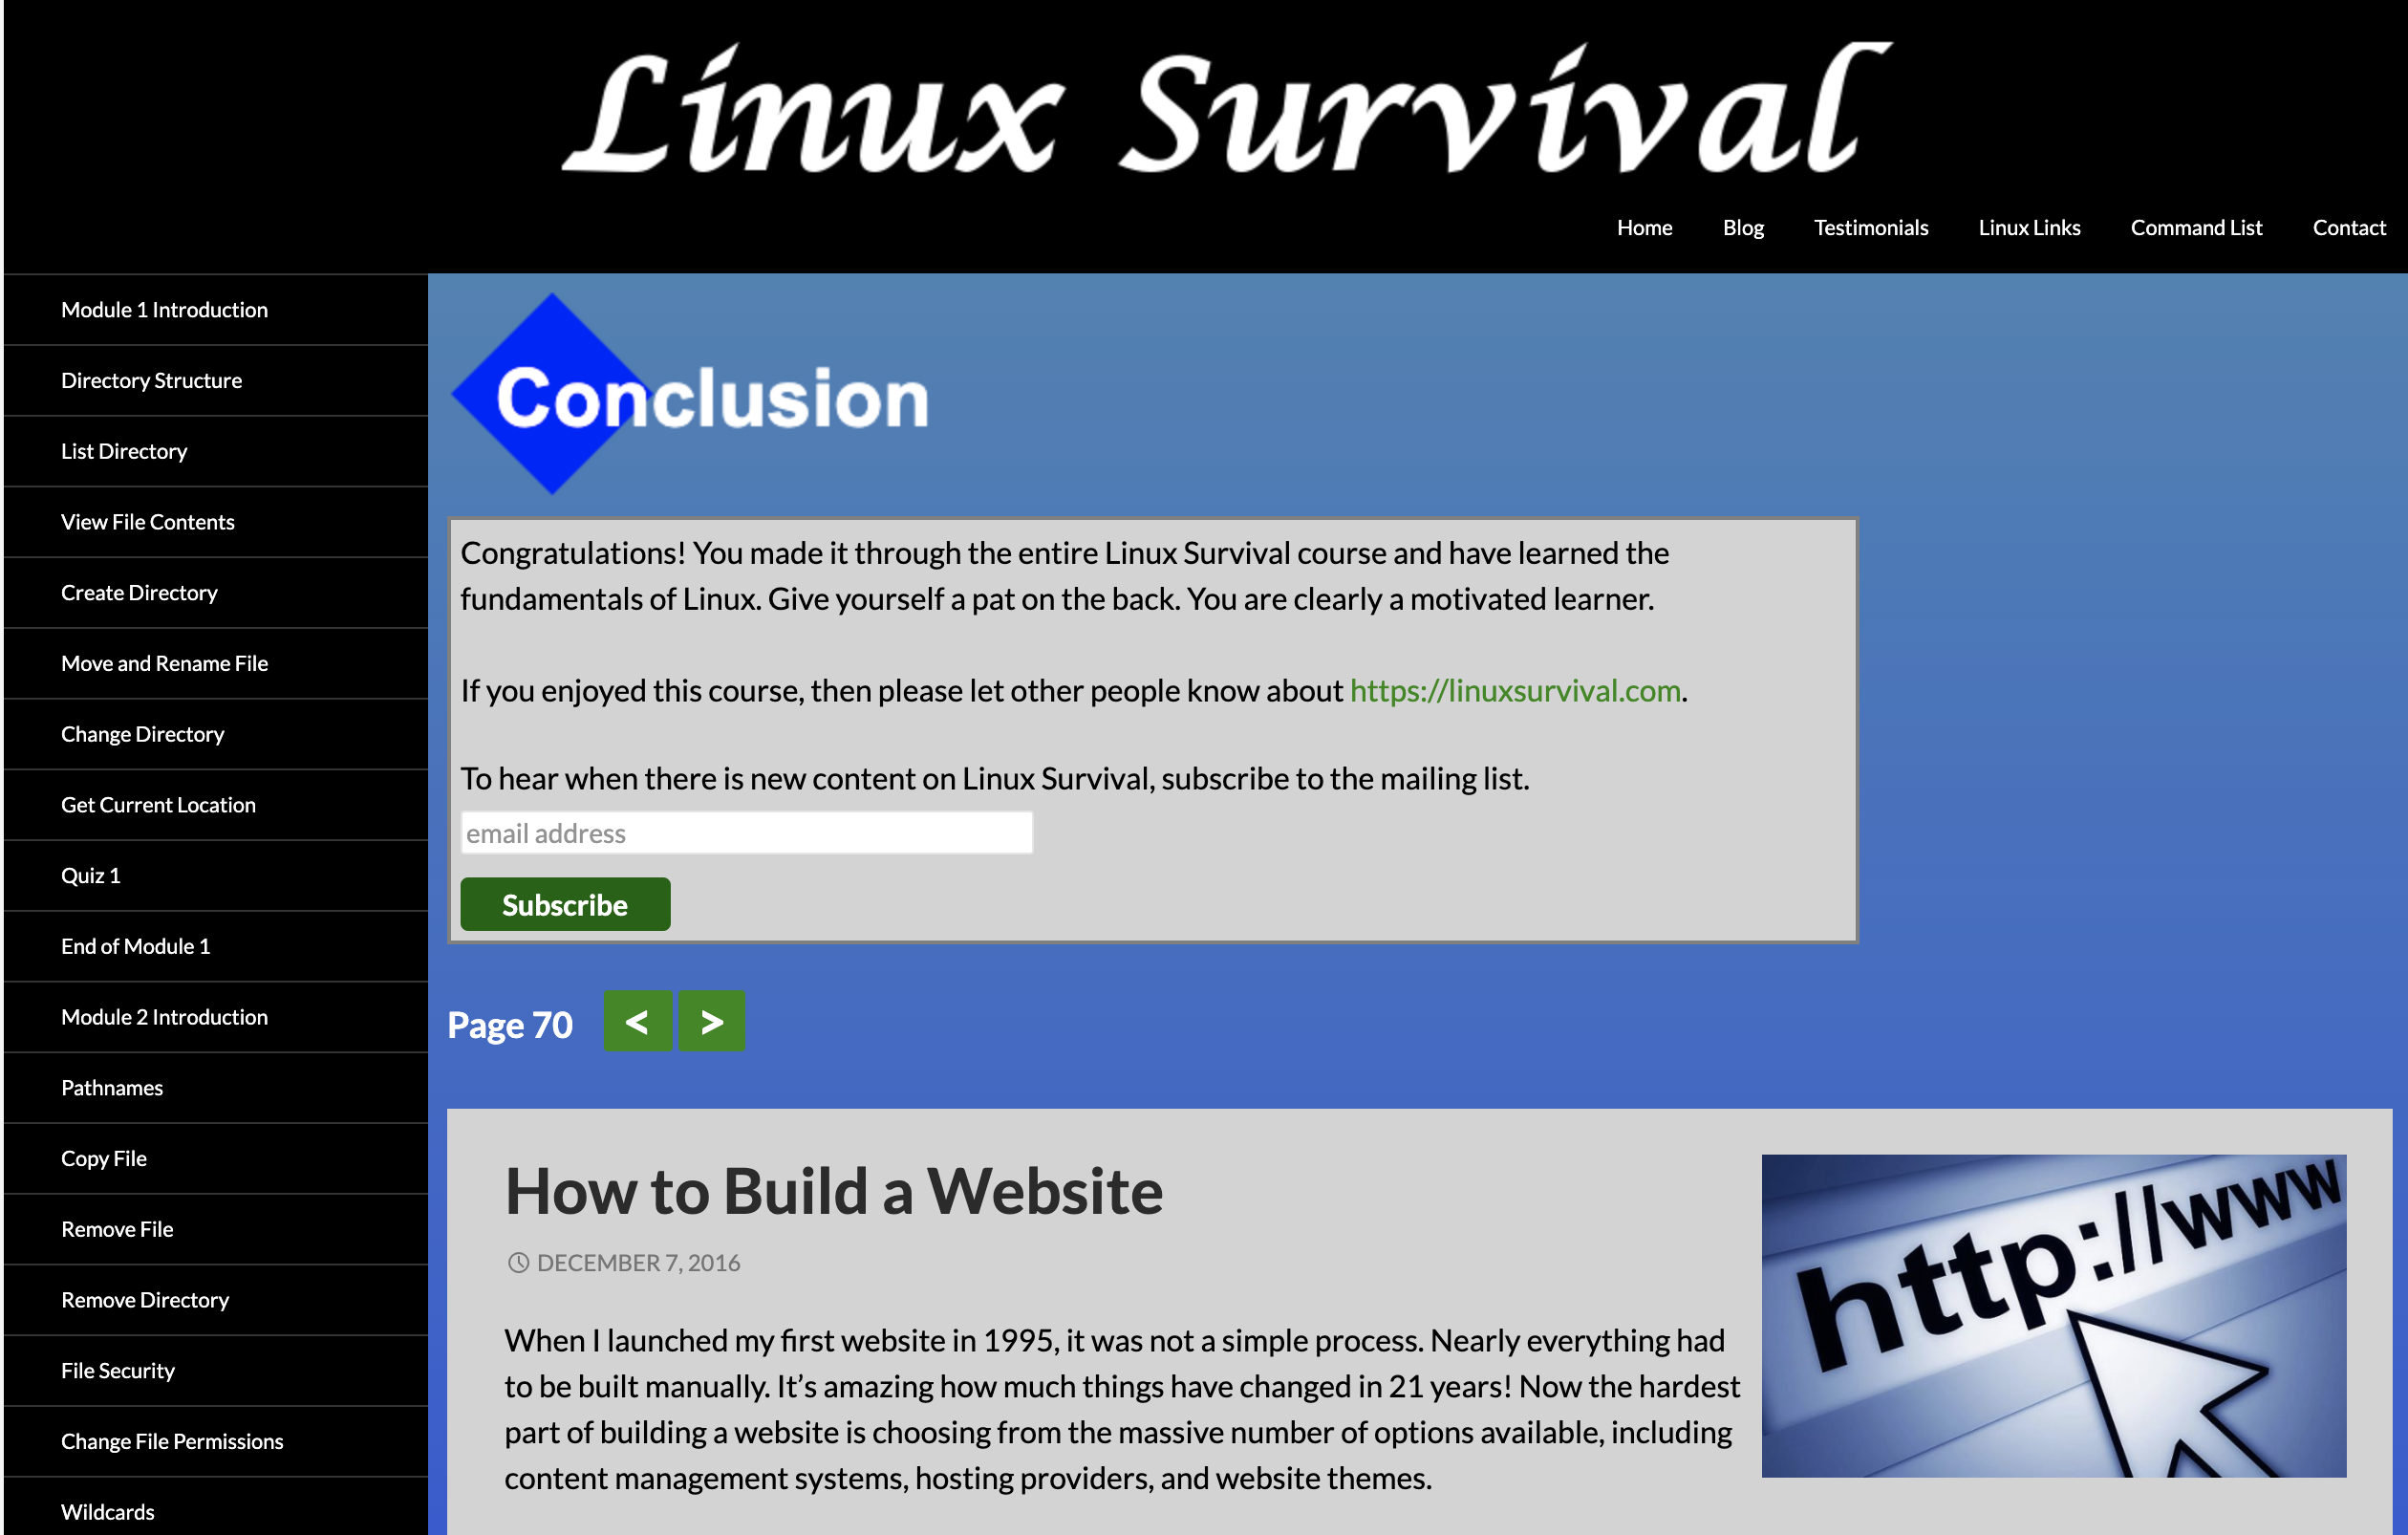 Linux Survival
Home Blog Testimonials Linux Links Command List Contact
Module 1 Introduction
Directory Structure
List Directory
View File Contents
Create Directory
Move and Rename File
Change Directory
Get Current Location
Quiz 1
End of Module 1
Module 2 Introduction
Pathnames
Copy File
Remove File
Remove Directory
File Security
Change File Permissions
Wildcards
Conclusion
Congratulations! You made it through the entire Linux Survival course and have learned the
fundamentals of Linux. Give yourself a pat on the back. You are clearly a motivated learner.
If you enjoyed this course, then please let other people know about https://linuxsurvival.com.
To hear when there is new content on Linux Survival, subscribe to the mailing list.
email address
Subscribe
Page 70 < >
How to Build a Website
DECEMBER 7, 2016
When I launched my first website in 1995, it was not a simple process. Nearly everything had
to be built manually. It’s amazing how much things have changed in 21 years! Now the hardest
part of building a website is choosing from the massive number of options available, including
content management systems, hosting providers, and website themes.
http://www